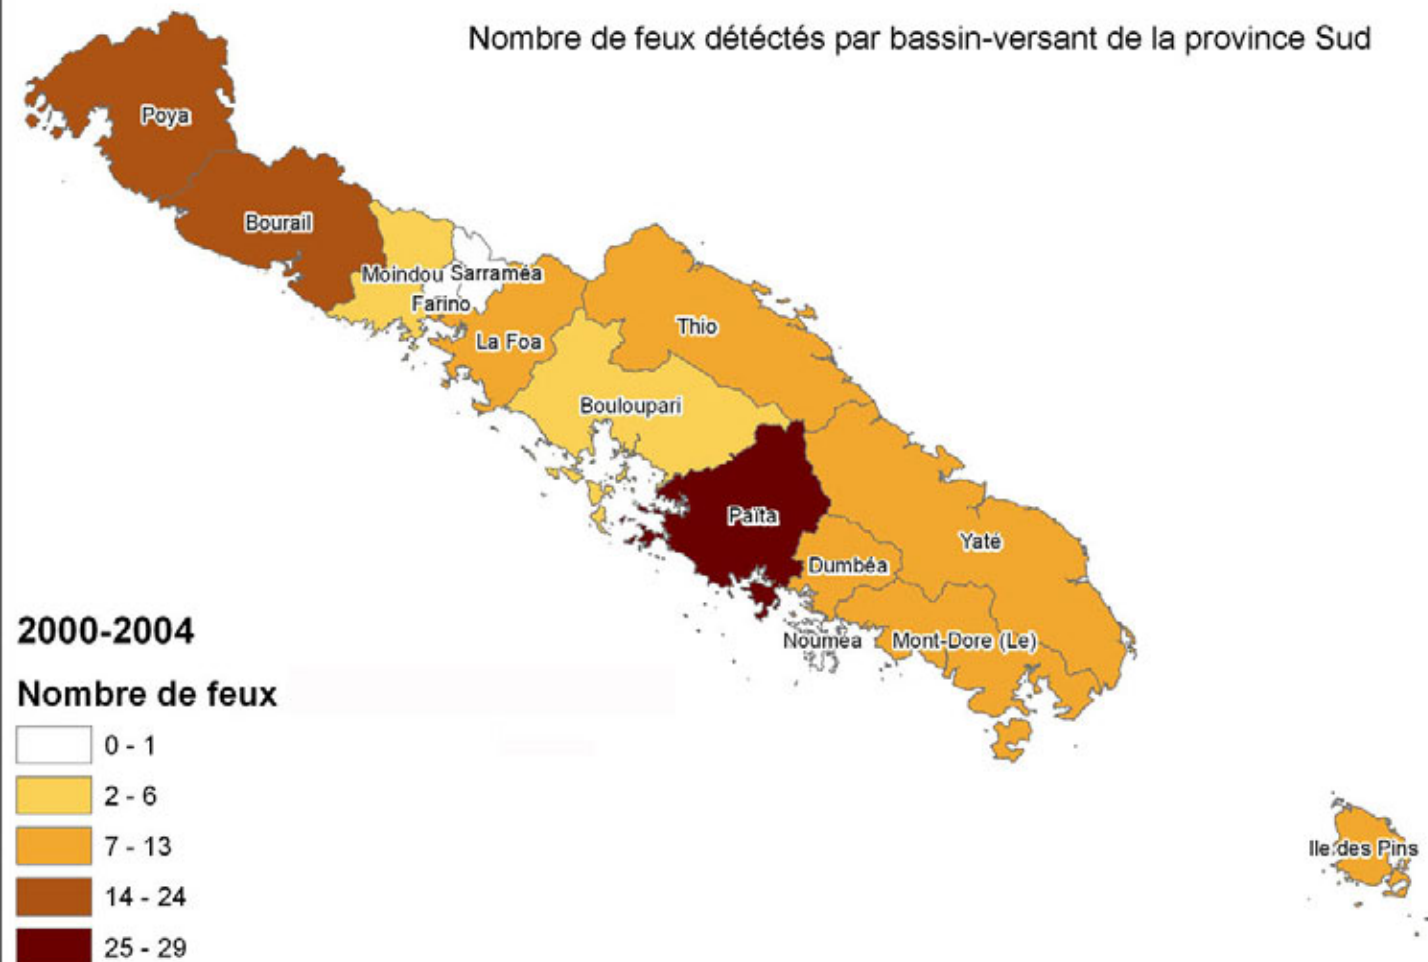 Nombre de feux détéctés par bassin-versant de la province Sud
Poya
Bourail
Moindou
Sarraméa
Farino
La Foa
Thio
Bouloupari
Païta
Dumbéa
Yaté
Nouméa
Mont-Dore (Le)
Ile des Pins
2000-2004
Nombre de feux
0 - 1
2 - 6
7 - 13
14 - 24
25 - 29